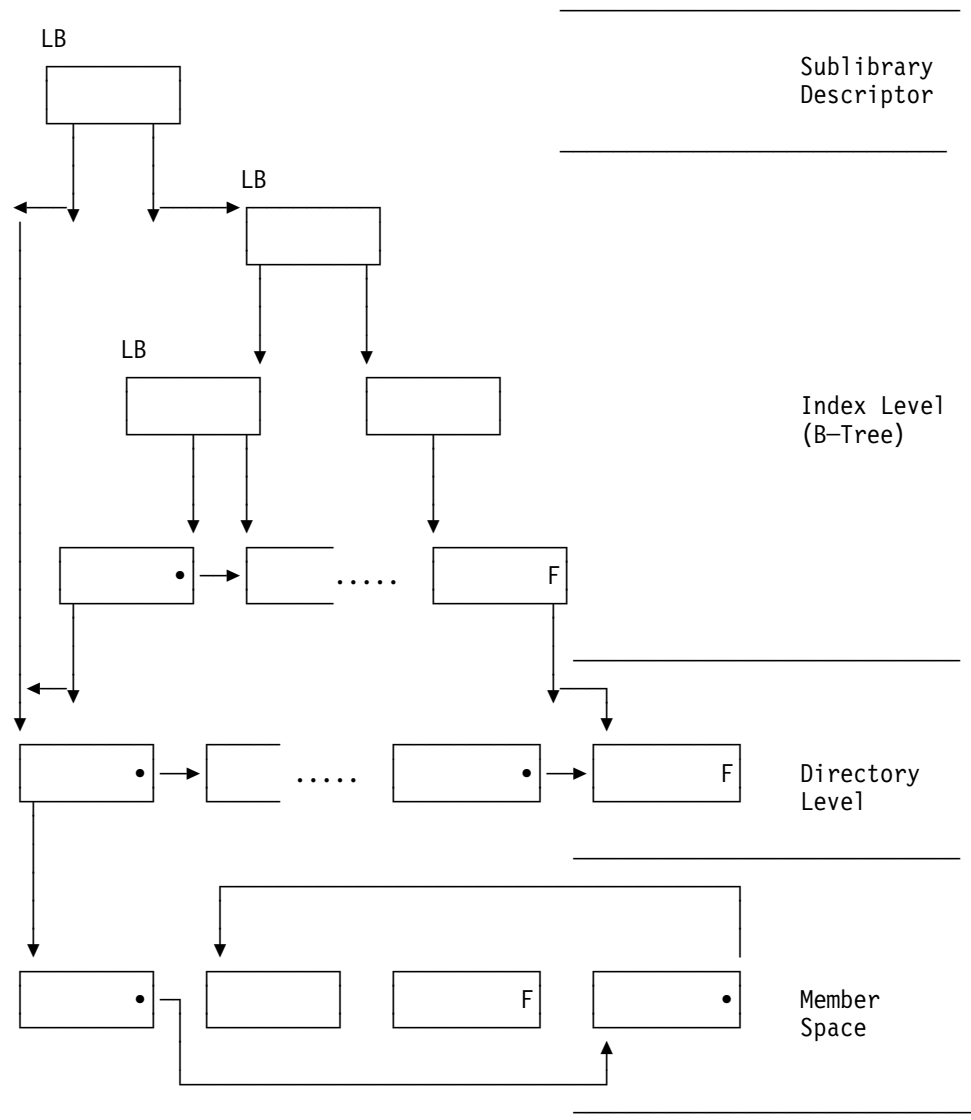 LB
Sublibrary
Descriptor
LB
LB
Index Level
(B—Tree)
.....
F
.....
F
Directory
Level
F
Member
Space